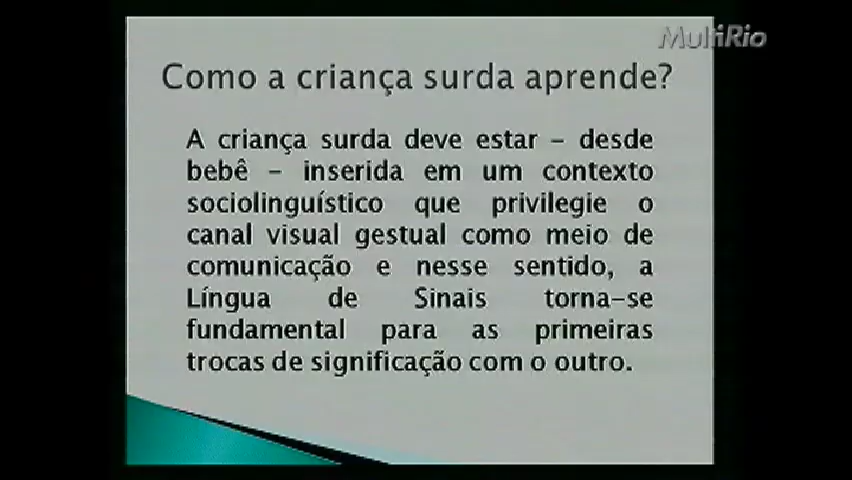 MultiRio
Como a criança surda aprende?
A criança surda deve estar – desde
bebê – inserida em um contexto
sociolinguístico que privilegie o
canal visual gestual como meio de
comunicação e nesse sentido, a
Língua de Sinais torna-se
fundamental para as primeiras
trocas de significação com o outro.